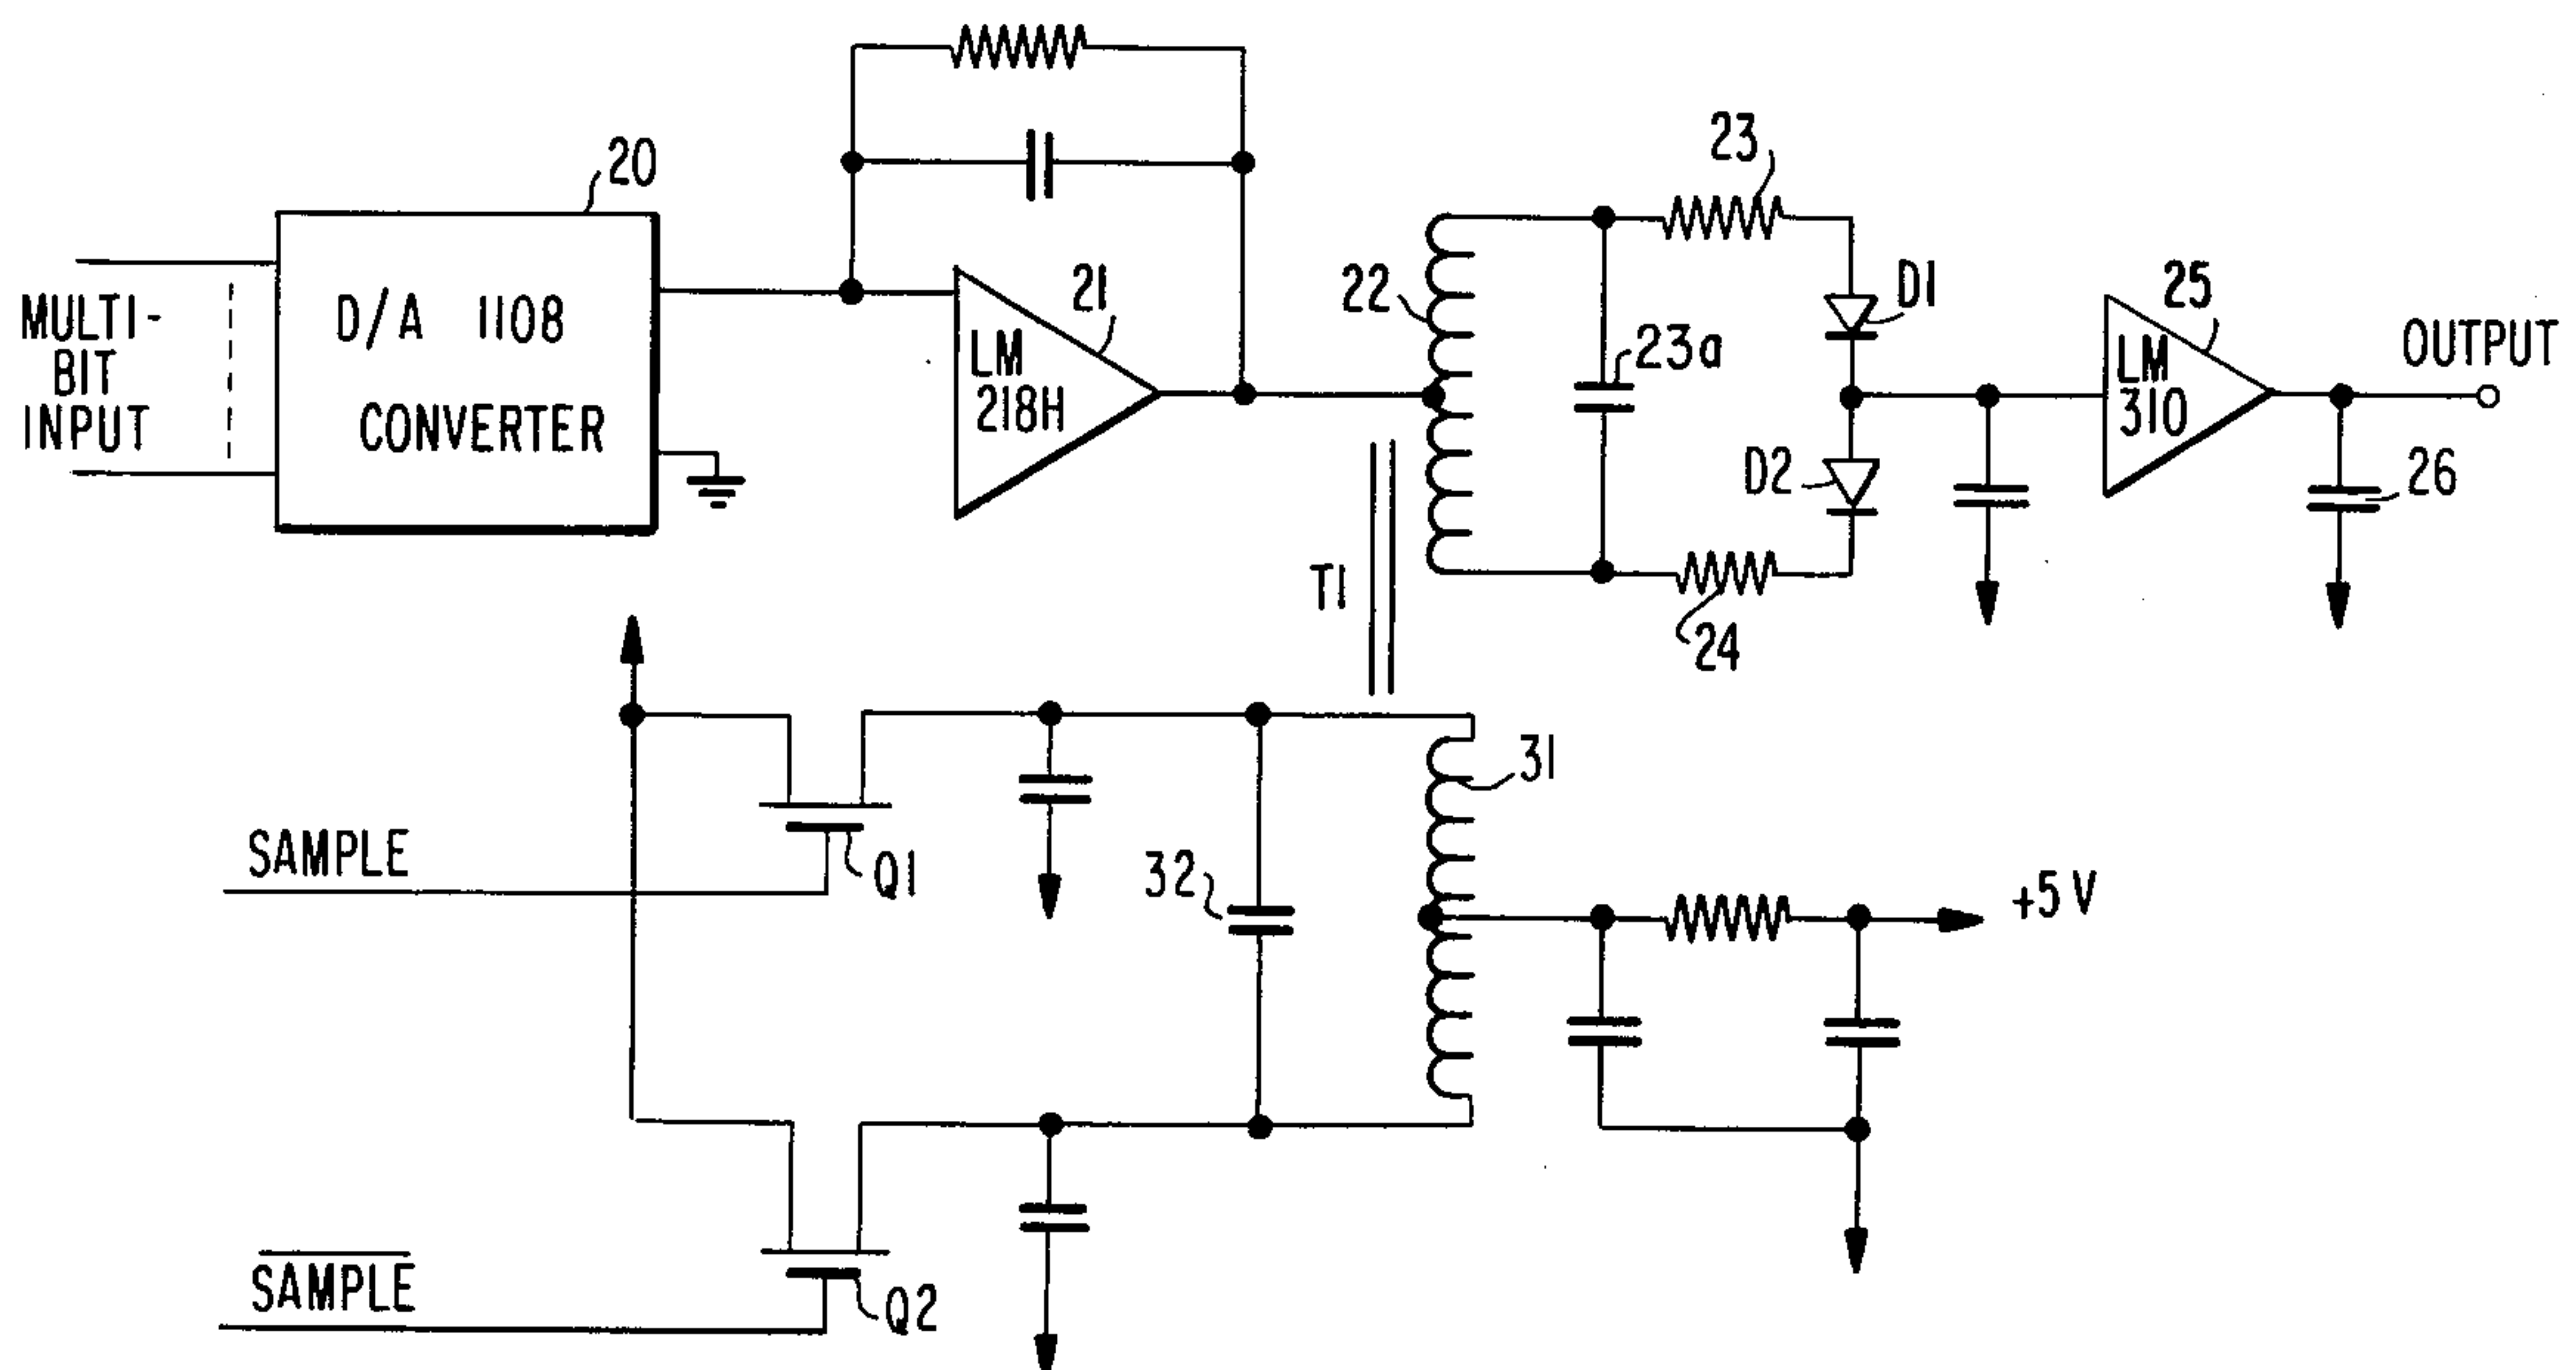 20
MULTI-
BIT
INPUT
D/A 1108
CONVERTER
21
LM
218H
22
23
23a
24
D1
D2
25
LM
310
OUTPUT
26
T1
SAMPLE
Q1
32
31
+5 V
SAMPLE
Q2